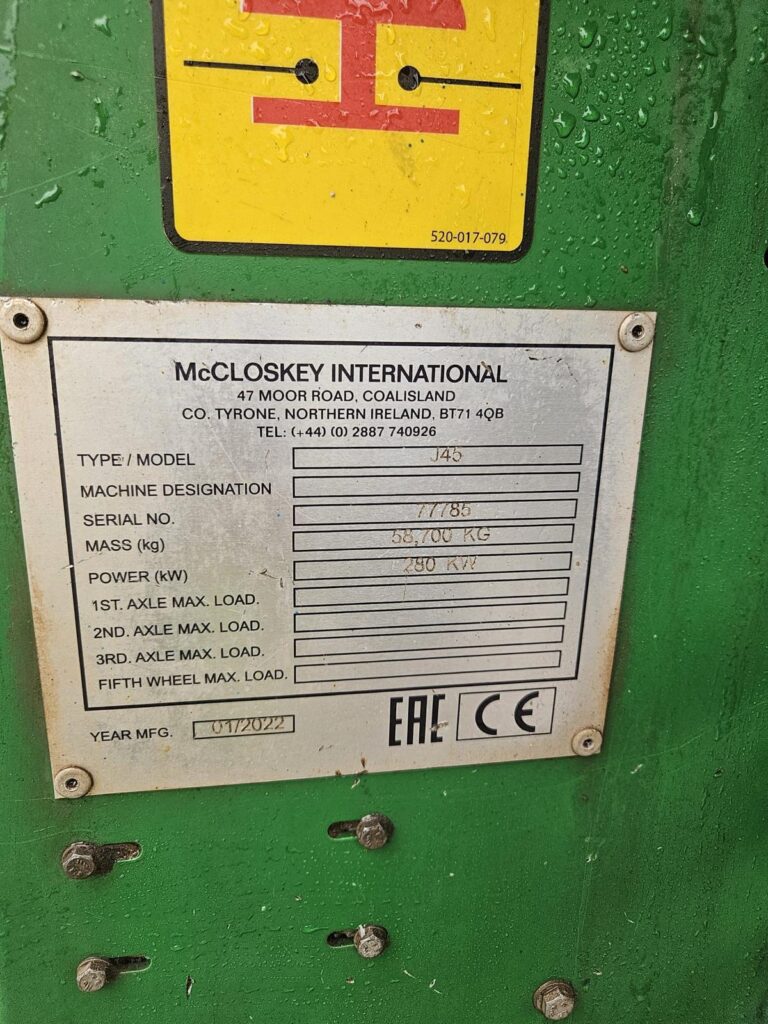 520-017-079
McCLOSKEY INTERNATIONAL
47 MOOR ROAD, COALISLAND
CO. TYRONE, NORTHERN IRELAND, BT71 4QB
TEL: (+44) (0) 2887 740926
TYPE / MODEL J45
MACHINE DESIGNATION
SERIAL NO. 77785
MASS (kg) 58,700 KG
POWER (kW) 280 KW
1ST. AXLE MAX. LOAD.
2ND. AXLE MAX. LOAD.
3RD. AXLE MAX. LOAD.
FIFTH WHEEL MAX. LOAD.
YEAR MFG. 01/2022 EAC CE